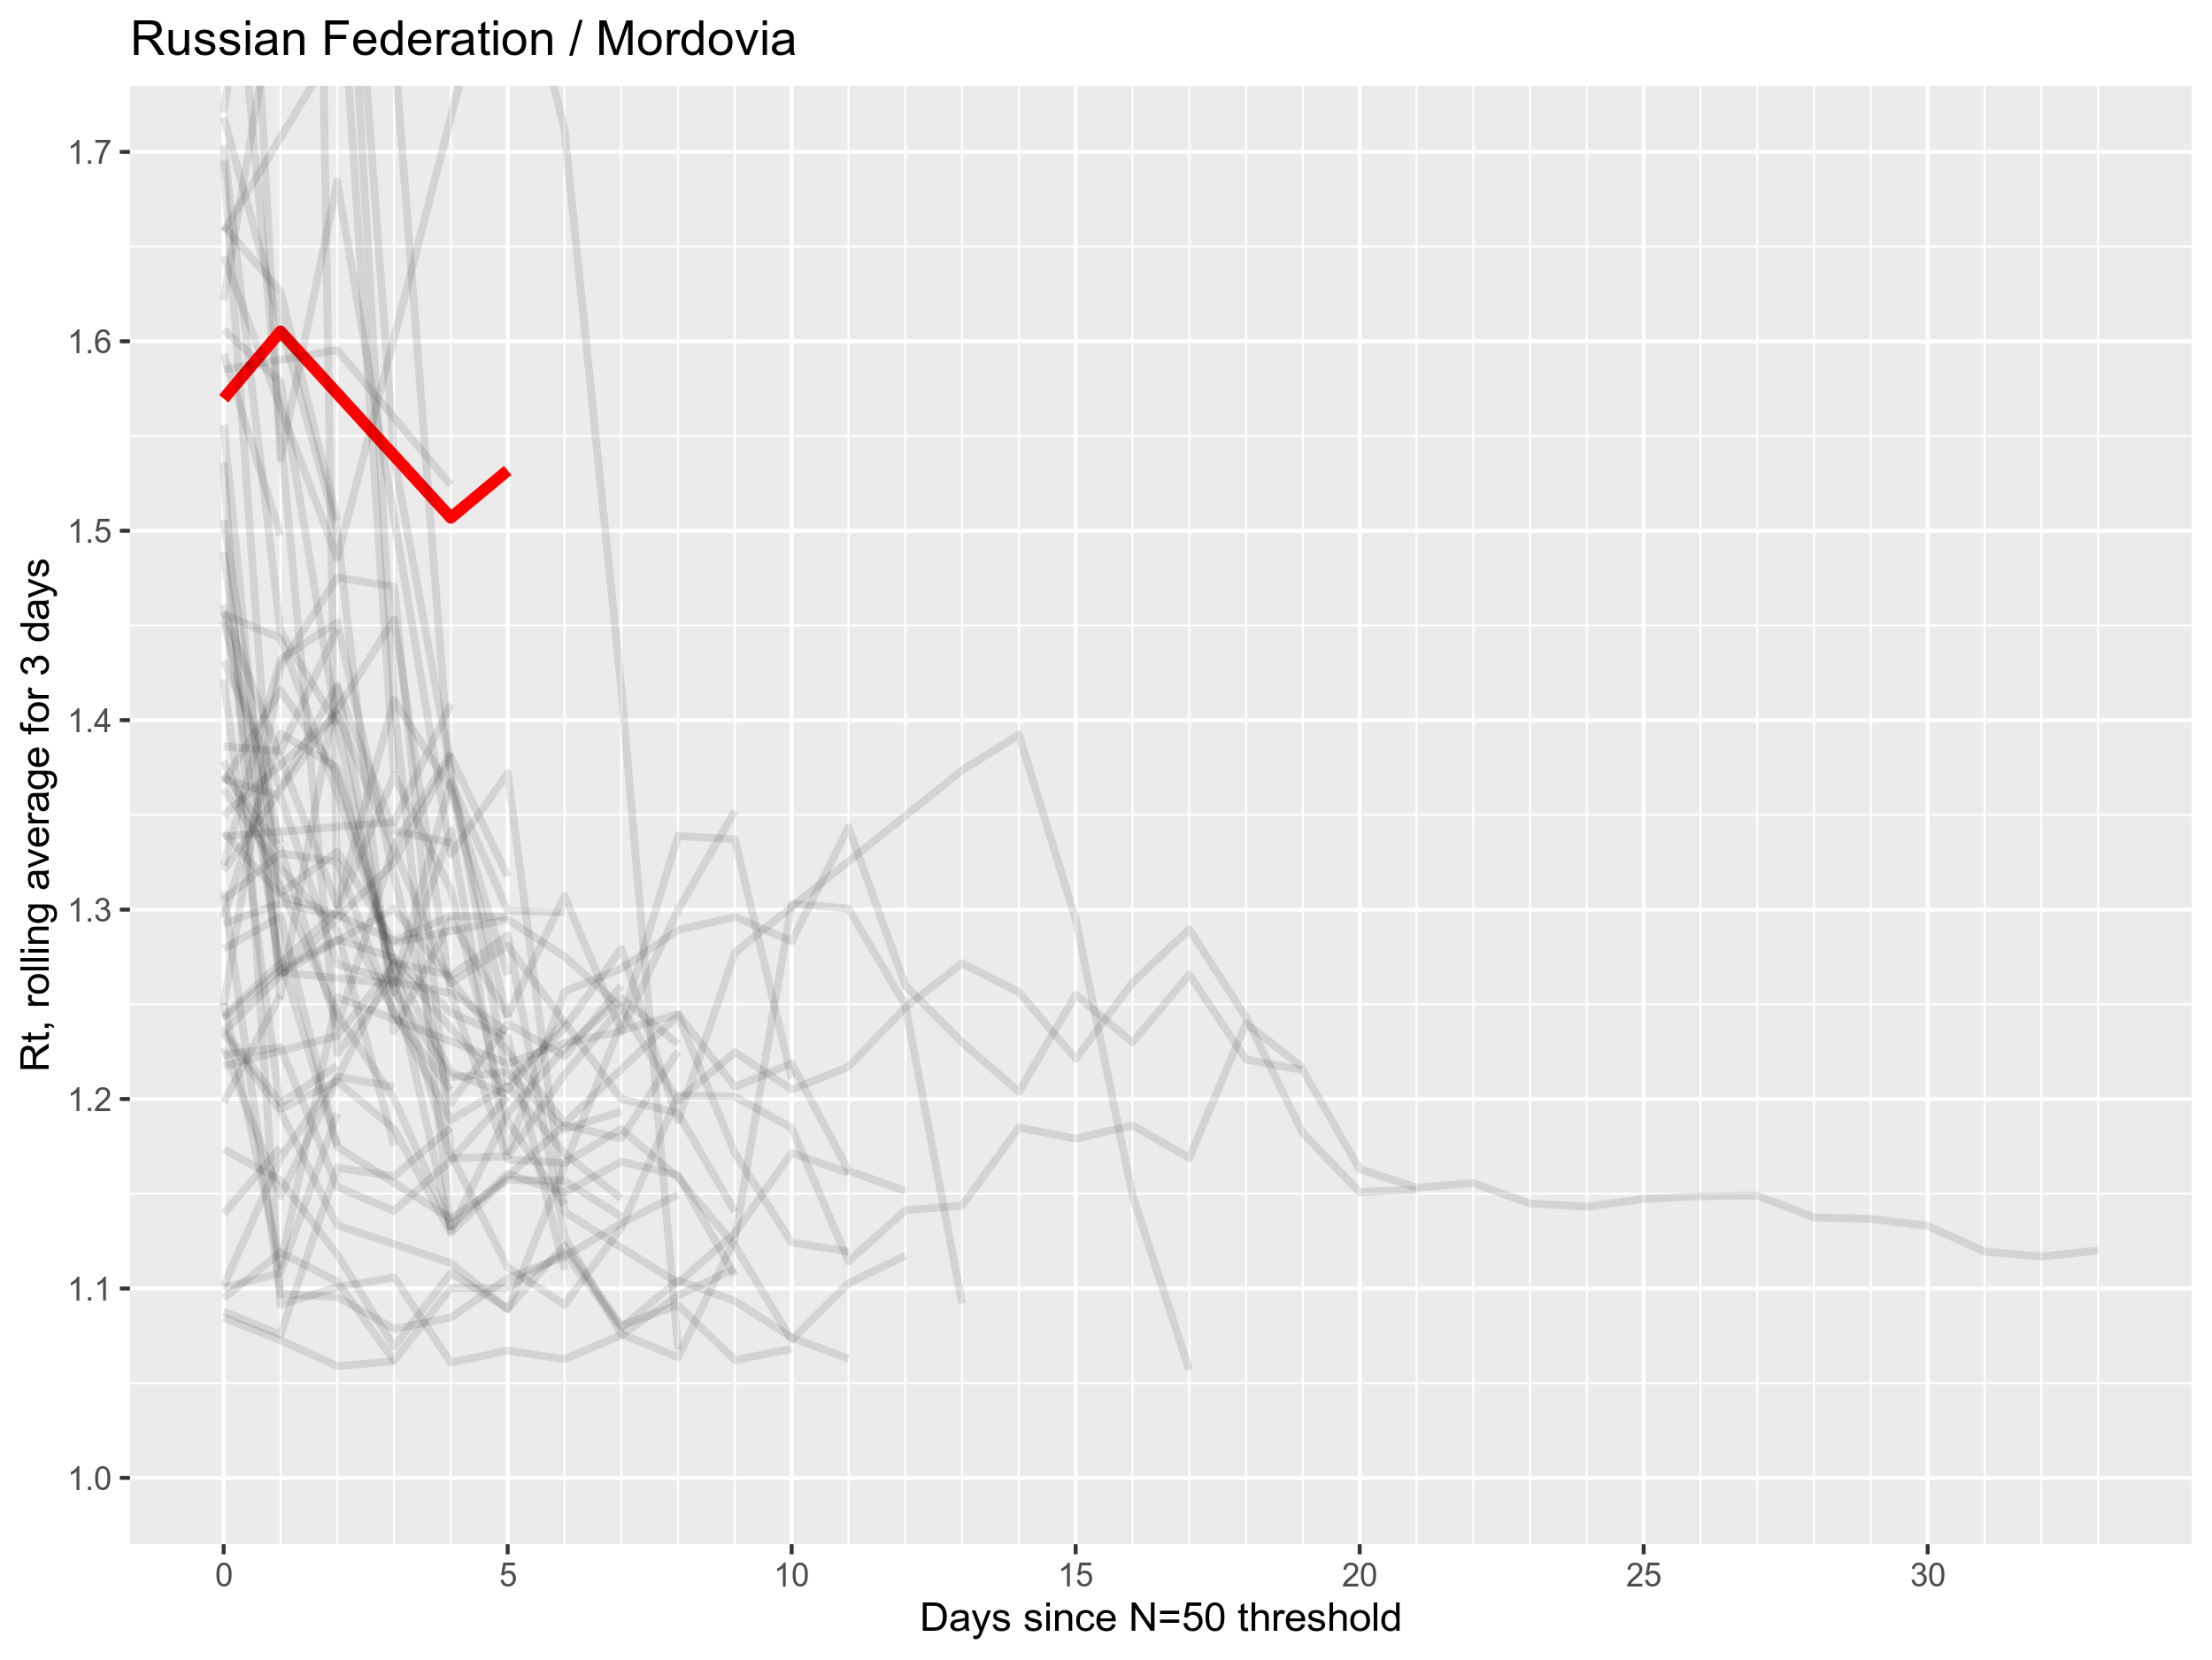 Russian Federation / Mordovia
Rt, rolling average for 3 days
1.7
1.6
1.5
1.4
1.3
1.2
1.1
1.0
0 5 10 15 20 25 30
Days since N=50 threshold